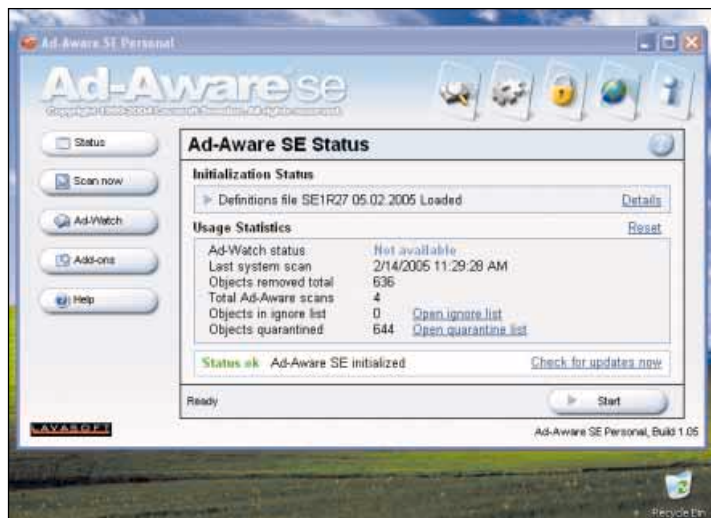 Ad-Aware SE Personal
Ad-Aware se
Status
Scan now
Ad-Watch
Add-ons
Help
Ad-Aware SE Status
Initialization Status
Definitions file SE1R27 05.02.2005 Loaded Details
Usage Statistics Reset
Ad-Watch status Not available
Last system scan 2/14/2005 11:29:28 AM
Objects removed total 636
Total Ad-Aware scans 4
Objects in ignore list 0 Open ignore list
Objects quarantined 644 Open quarantine list
Status ok Ad-Aware SE initialized Check for updates now
Ready Start
LAVASOFT Ad-Aware SE Personal, Build 1.05
Recycle Bin